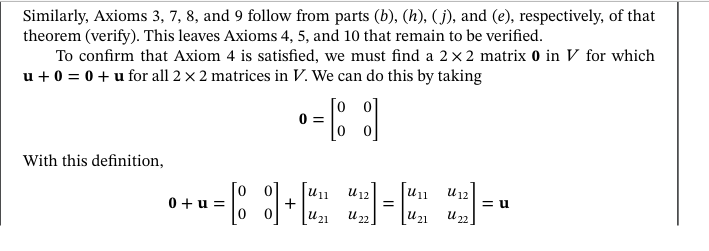 Similarly, Axioms 3, 7, 8, and 9 follow from parts (b), (h), (j), and (e), respectively, of that
theorem (verify). This leaves Axioms 4, 5, and 10 that remain to be verified.
To confirm that Axiom 4 is satisfied, we must find a 2 × 2 matrix 0 in V for which
u + 0 = 0 + u for all 2 × 2 matrices in V. We can do this by taking
0 = [0 0
0 0]
With this definition,
0 + u = [0 0 + [u₁₁ u₁₂ = [u₁₁ u₁₂ = u
0 0] u₂₁ u₂₂] u₂₁ u₂₂]